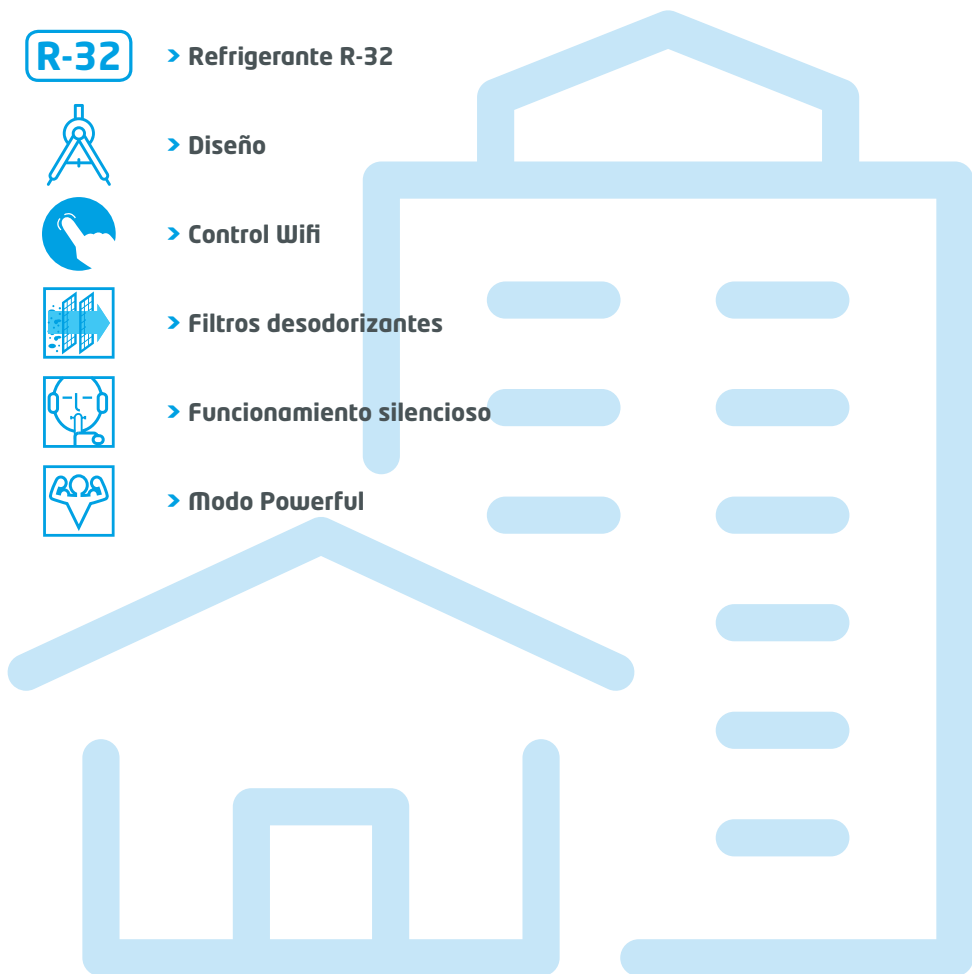 R-32 > Refrigerante R-32
> Diseño
> Control Wifi
> Filtros desodorizantes
> Funcionamiento silencioso
> Modo Powerful